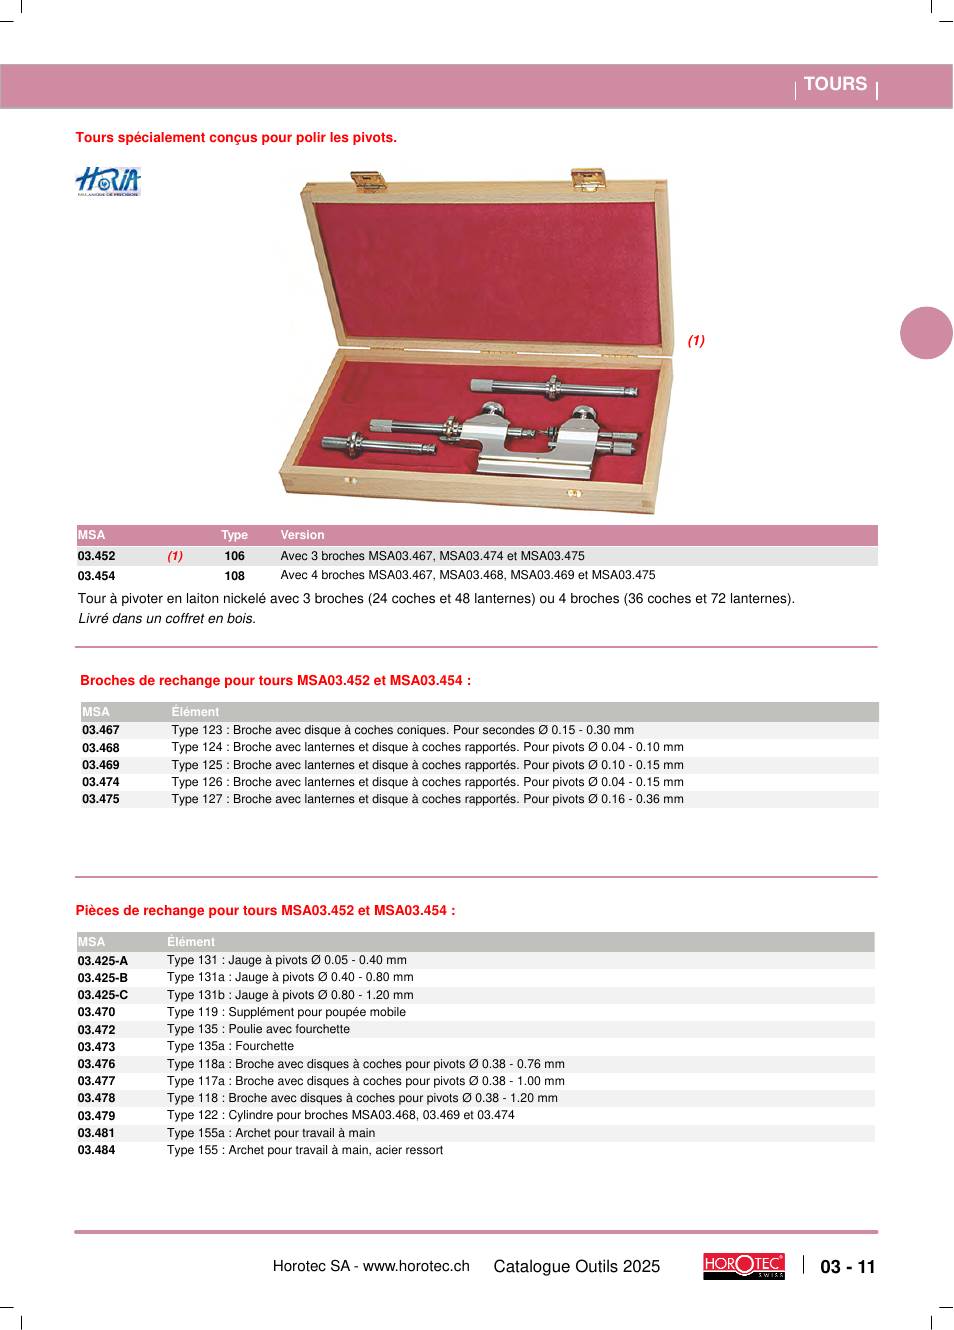 TOURS
Tours spécialement conçus pour polir les pivots.
HORIA
MÉCANIQUE DE PRÉCISION
(1)
MSA Type Version
03.452 (1) 106 Avec 3 broches MSA03.467, MSA03.474 et MSA03.475
03.454 108 Avec 4 broches MSA03.467, MSA03.468, MSA03.469 et MSA03.475
Tour à pivoter en laiton nickelé avec 3 broches (24 coches et 48 lanternes) ou 4 broches (36 coches et 72 lanternes).
Livré dans un coffret en bois.
Broches de rechange pour tours MSA03.452 et MSA03.454 :
MSA Élément
03.467 Type 123 : Broche avec disque à coches coniques. Pour secondes Ø 0.15 - 0.30 mm
03.468 Type 124 : Broche avec lanternes et disque à coches rapportés. Pour pivots Ø 0.04 - 0.10 mm
03.469 Type 125 : Broche avec lanternes et disque à coches rapportés. Pour pivots Ø 0.10 - 0.15 mm
03.474 Type 126 : Broche avec lanternes et disque à coches rapportés. Pour pivots Ø 0.04 - 0.15 mm
03.475 Type 127 : Broche avec lanternes et disque à coches rapportés. Pour pivots Ø 0.16 - 0.36 mm
Pièces de rechange pour tours MSA03.452 et MSA03.454 :
MSA Élément
03.425-A Type 131 : Jauge à pivots Ø 0.05 - 0.40 mm
03.425-B Type 131a : Jauge à pivots Ø 0.40 - 0.80 mm
03.425-C Type 131b : Jauge à pivots Ø 0.80 - 1.20 mm
03.470 Type 119 : Supplément pour poupée mobile
03.472 Type 135 : Poulie avec fourchette
03.473 Type 135a : Fourchette
03.476 Type 118a : Broche avec disques à coches pour pivots Ø 0.38 - 0.76 mm
03.477 Type 117a : Broche avec disques à coches pour pivots Ø 0.38 - 1.00 mm
03.478 Type 118 : Broche avec disques à coches pour pivots Ø 0.38 - 1.20 mm
03.479 Type 122 : Cylindre pour broches MSA03.468, 03.469 et 03.474
03.481 Type 155a : Archet pour travail à main
03.484 Type 155 : Archet pour travail à main, acier ressort
Horotec SA - www.horotec.ch Catalogue Outils 2025 HOROTEC SWISS 03 - 11